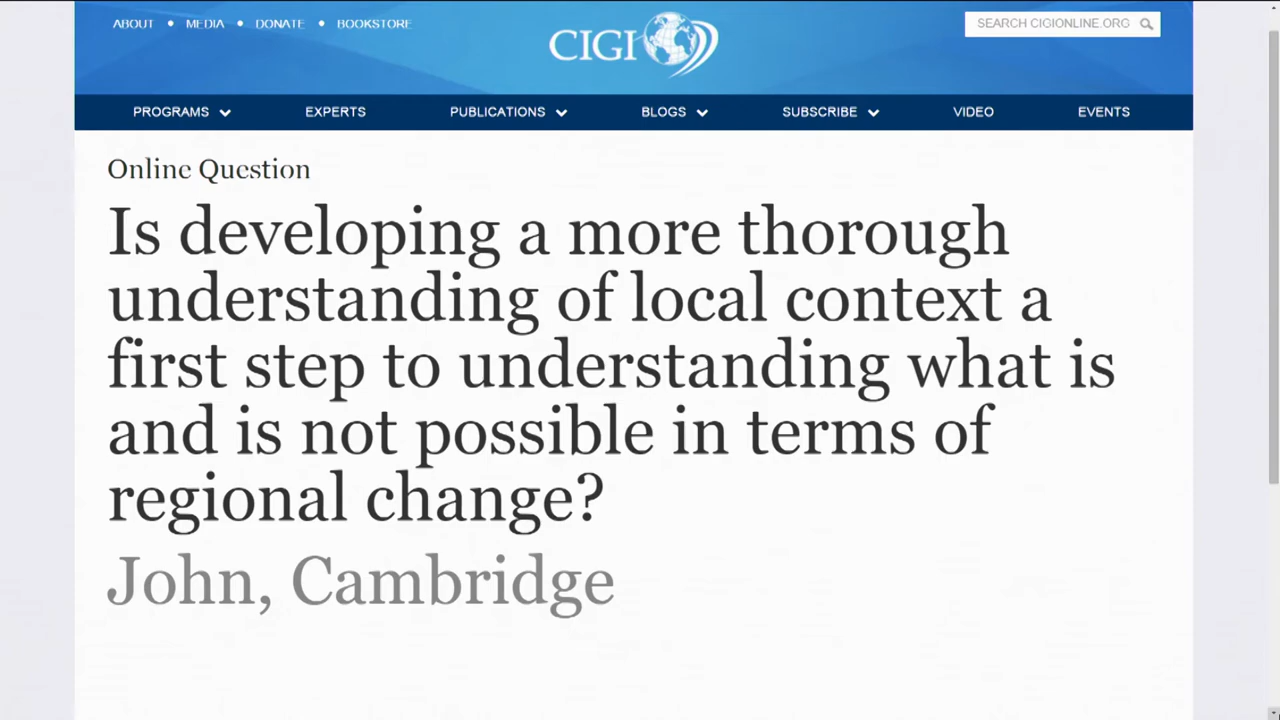 ABOUT • MEDIA • DONATE • BOOKSTORE
CIGI
SEARCH CIGIONLINE.ORG
PROGRAMS EXPERTS PUBLICATIONS BLOGS SUBSCRIBE VIDEO EVENTS
Online Question
Is developing a more thorough
understanding of local context a
first step to understanding what is
and is not possible in terms of
regional change?
John, Cambridge